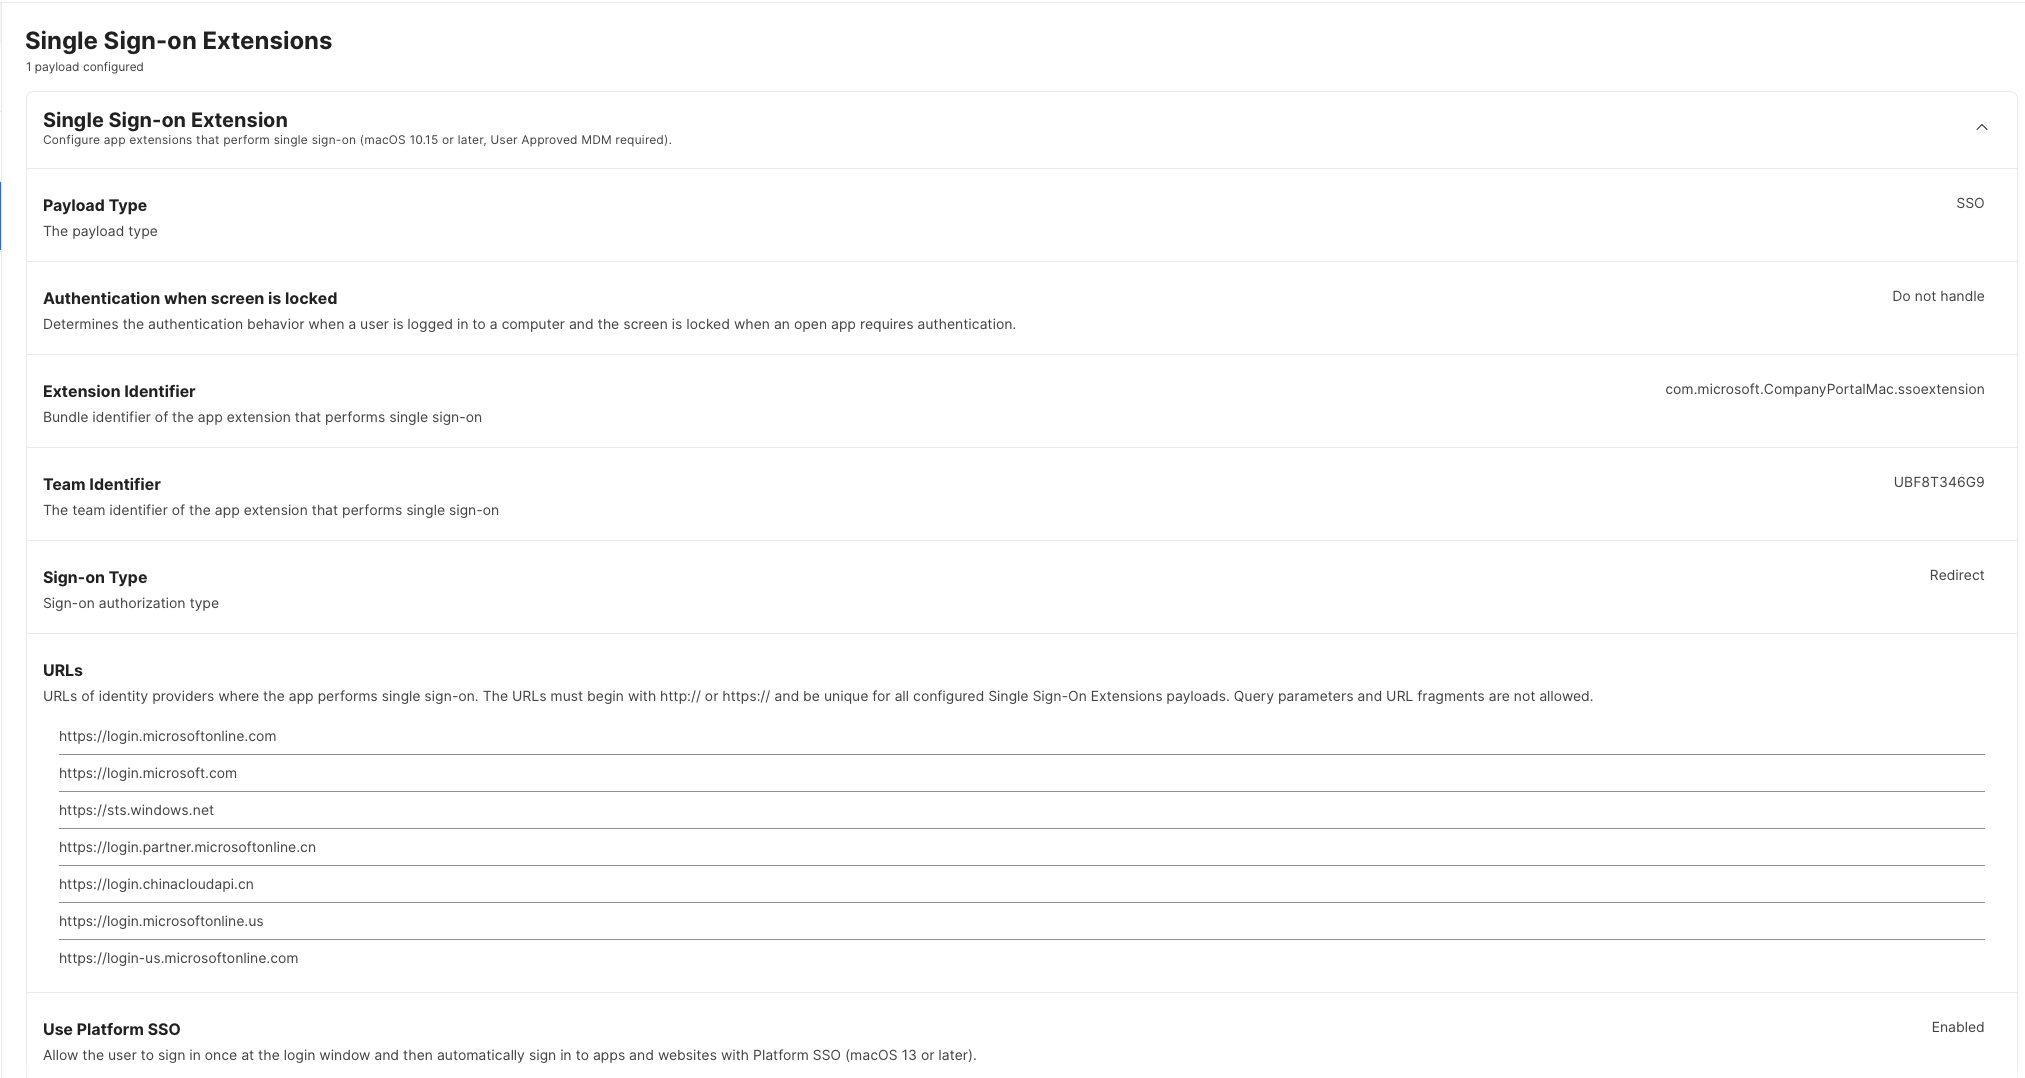 Single Sign-on Extensions
1 payload configured
Single Sign-on Extension
Configure app extensions that perform single sign-on (macOS 10.15 or later, User Approved MDM required).
Payload Type
SSO
The payload type
Authentication when screen is locked
Do not handle
Determines the authentication behavior when a user is logged in to a computer and the screen is locked when an open app requires authentication.
Extension Identifier
com.microsoft.CompanyPortalMac.ssoextension
Bundle identifier of the app extension that performs single sign-on
Team Identifier
UBF8T346G9
The team identifier of the app extension that performs single sign-on
Sign-on Type
Redirect
Sign-on authorization type
URLs
URLs of identity providers where the app performs single sign-on. The URLs must begin with http:// or https:// and be unique for all configured Single Sign-On Extensions payloads. Query parameters and URL fragments are not allowed.
https://login.microsoftonline.com
https://login.microsoft.com
https://sts.windows.net
https://login.partner.microsoftonline.cn
https://login.chinacloudapi.cn
https://login.microsoftonline.us
https://login-us.microsoftonline.com
Use Platform SSO
Enabled
Allow the user to sign in once at the login window and then automatically sign in to apps and websites with Platform SSO (macOS 13 or later).